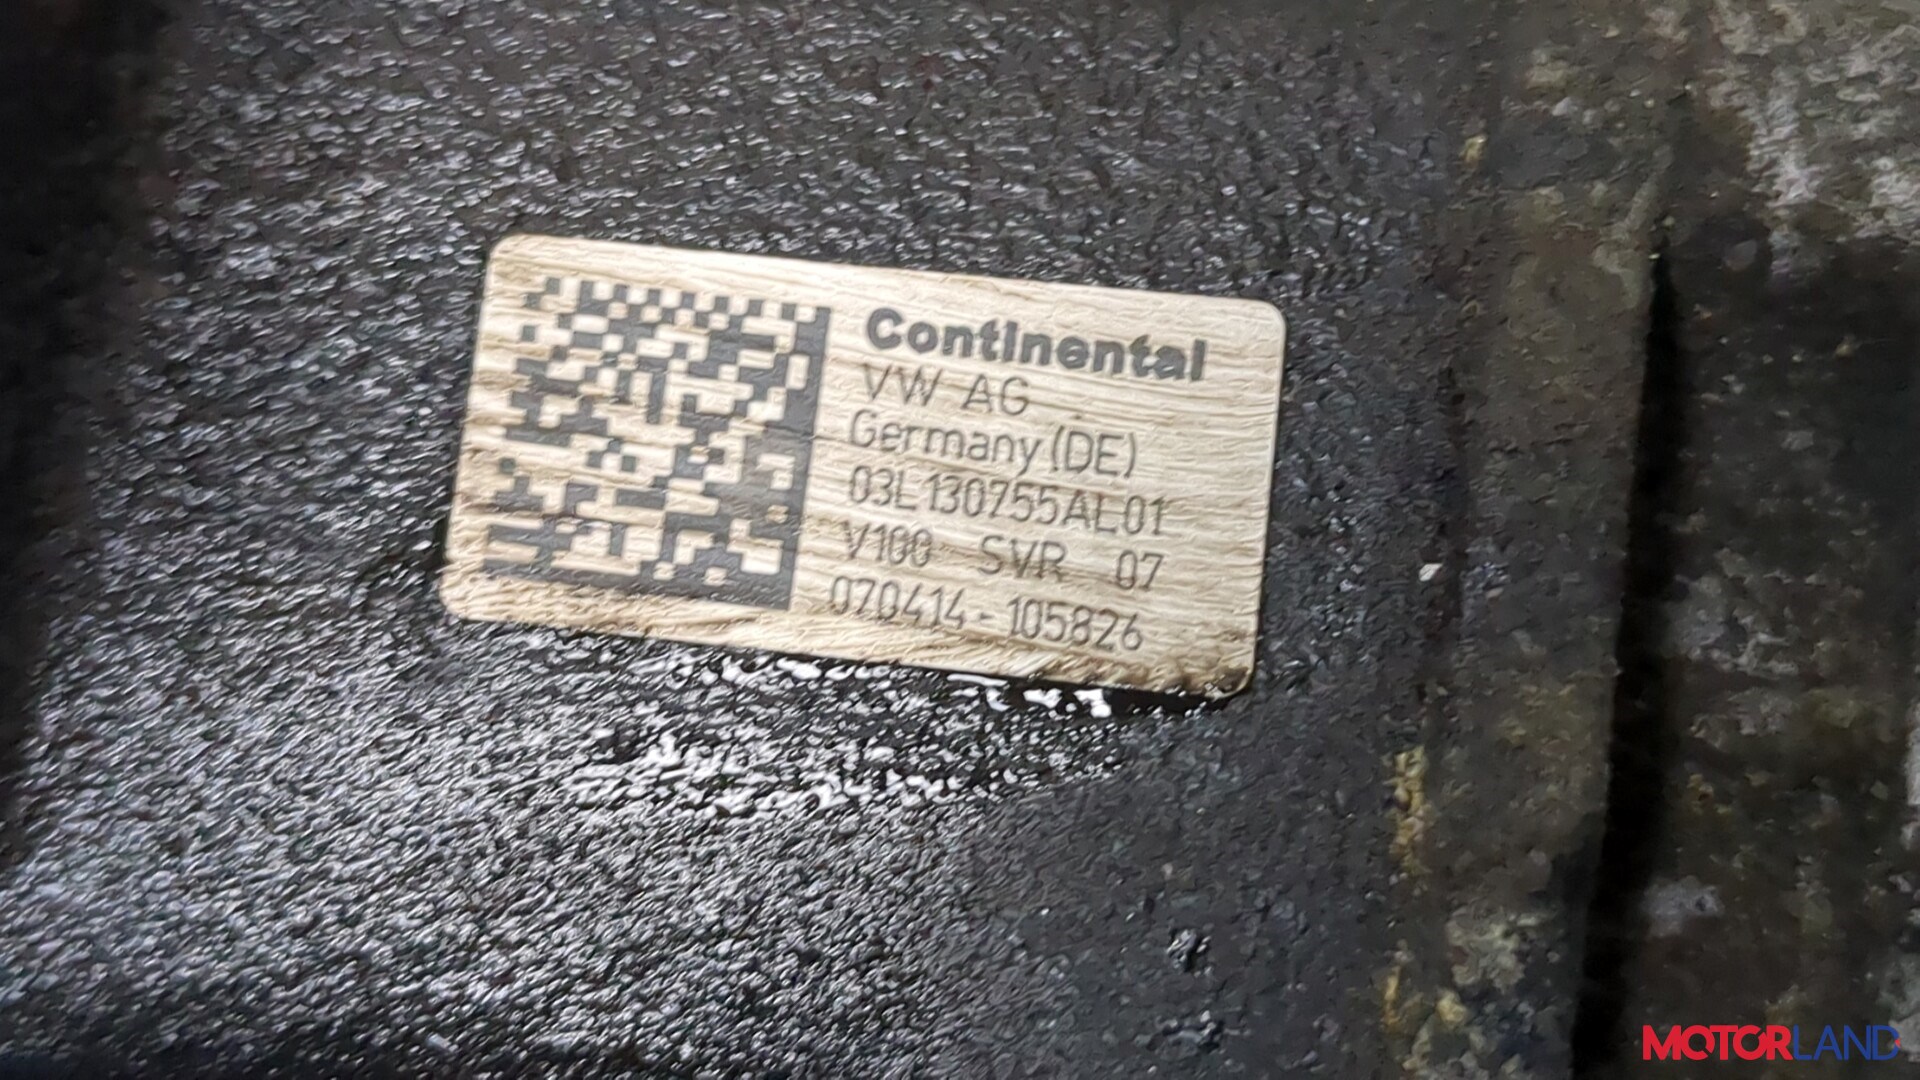 Continental
VW AG
Germany (DE)
03L130755AL01
V100 SVR 07
070414-105826
MOTORLAND